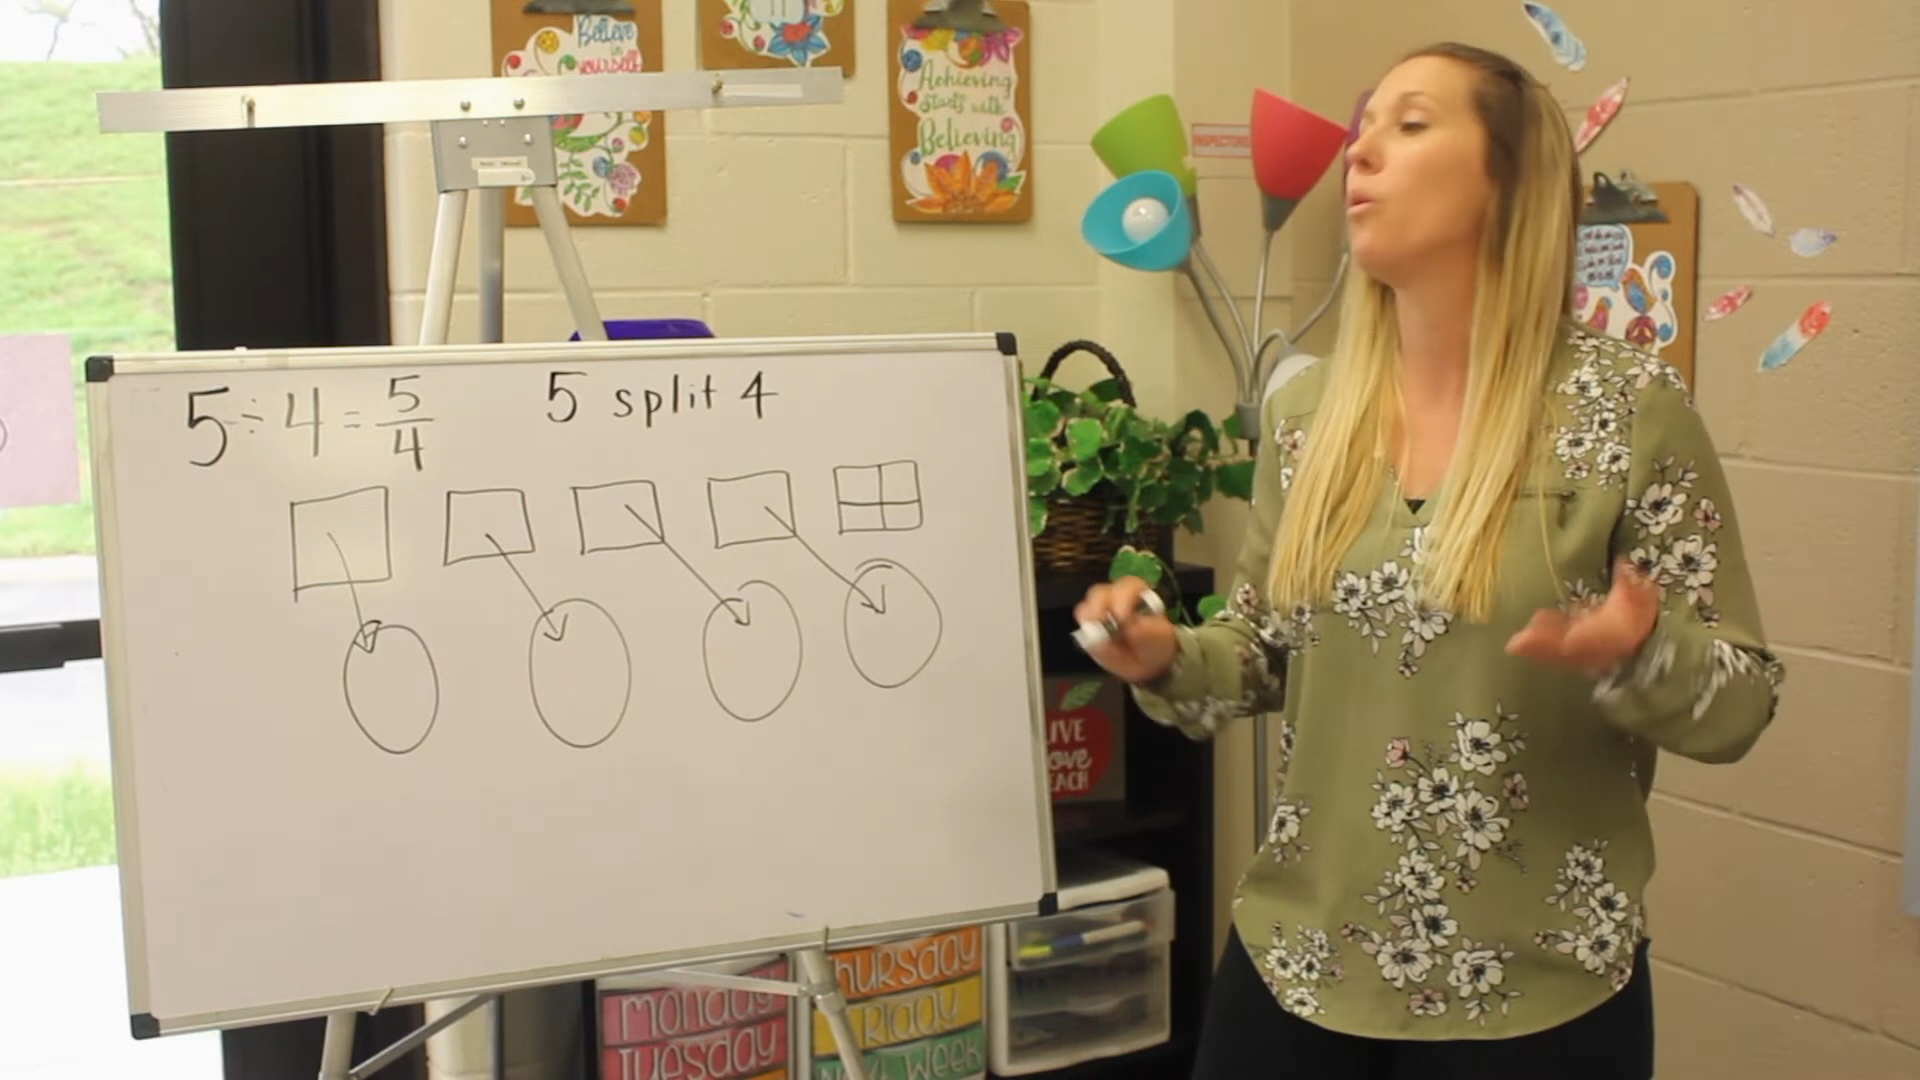 Believe
in
yourself
Achieving
starts with
Believing
5 ÷ 4 = 5/4
5 split 4
LIVE
Love
TEACH
Monday
Tuesday
Thursday
Friday
Next Week